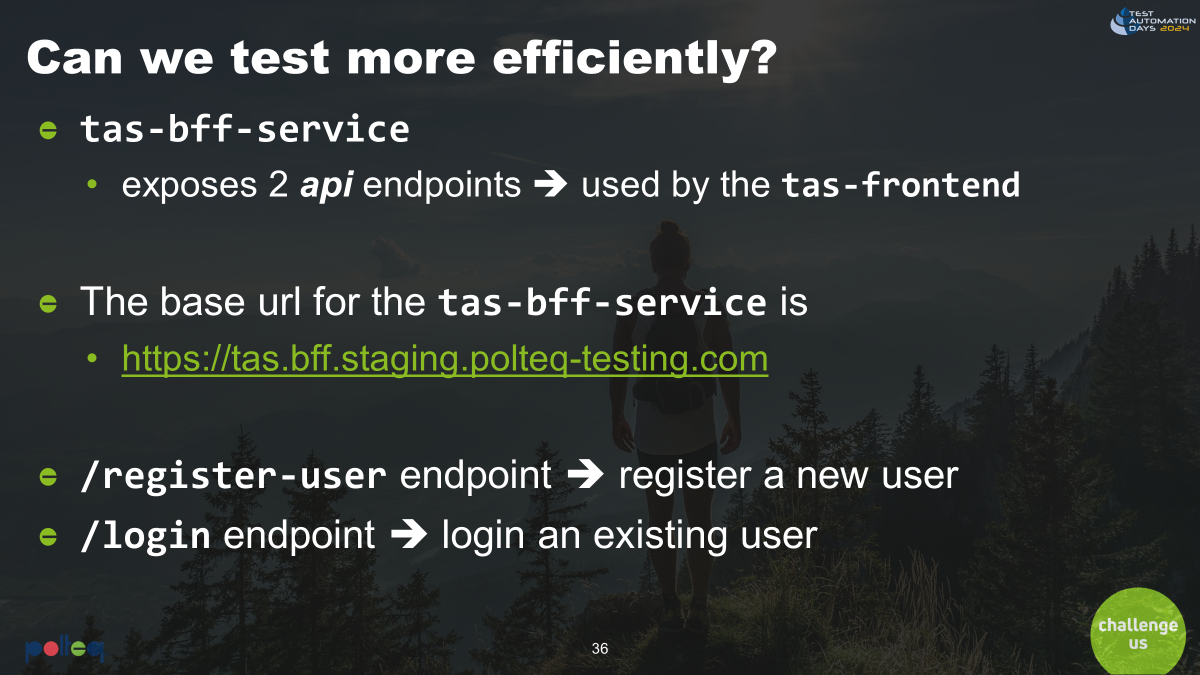 TEST
AUTOMATION
DAYS 2024
Can we test more efficiently?
tas-bff-service
• exposes 2 api endpoints ➔ used by the tas-frontend
The base url for the tas-bff-service is
• https://tas.bff.staging.polteq-testing.com
/register-user endpoint ➔ register a new user
/login endpoint ➔ login an existing user
polteq
36
challenge
us